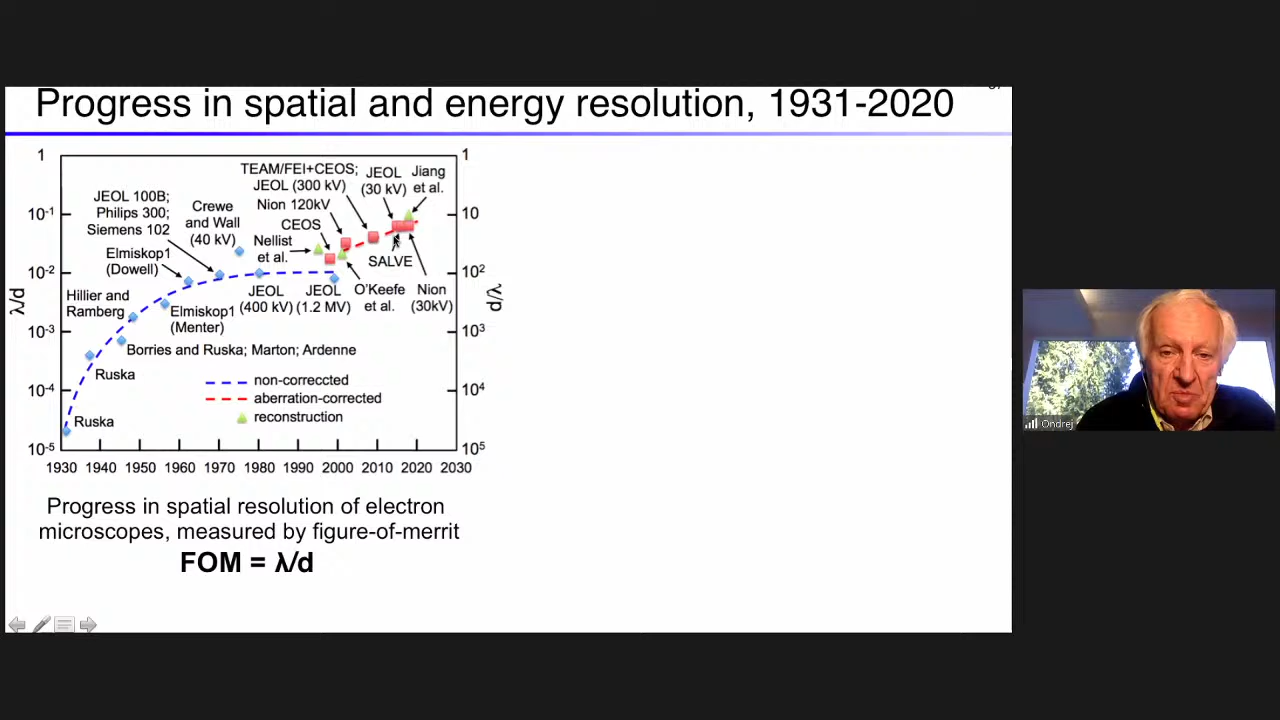 Progress in spatial and energy resolution, 1931-2020
1
10-1
10-2
10-3
10-4
10-5
λ/d
1
10
10²
10³
10⁴
10⁵
TEAM/FEI+CEOS;
JEOL (300 kV)
JEOL
(30 kV)
Jiang
et al.
JEOL 100B;
Philips 300;
Siemens 102
Crewe
and Wall
(40 kV)
Nion 120kV
CEOS
Nellist
et al.
Elmiskop1
(Dowell)
SALVE
Hillier and
Ramberg
Elmiskop1
(Menter)
JEOL
(400 kV)
JEOL
(1.2 MV)
O'Keefe
et al.
Nion
(30kV)
Borries and Ruska; Marton; Ardenne
Ruska
non-correccted
aberration-corrected
reconstruction
Ruska
1930 1940 1950 1960 1970 1980 1990 2000 2010 2020 2030
Progress in spatial resolution of electron
microscopes, measured by figure-of-merrit
FOM = λ/d
Ondrej